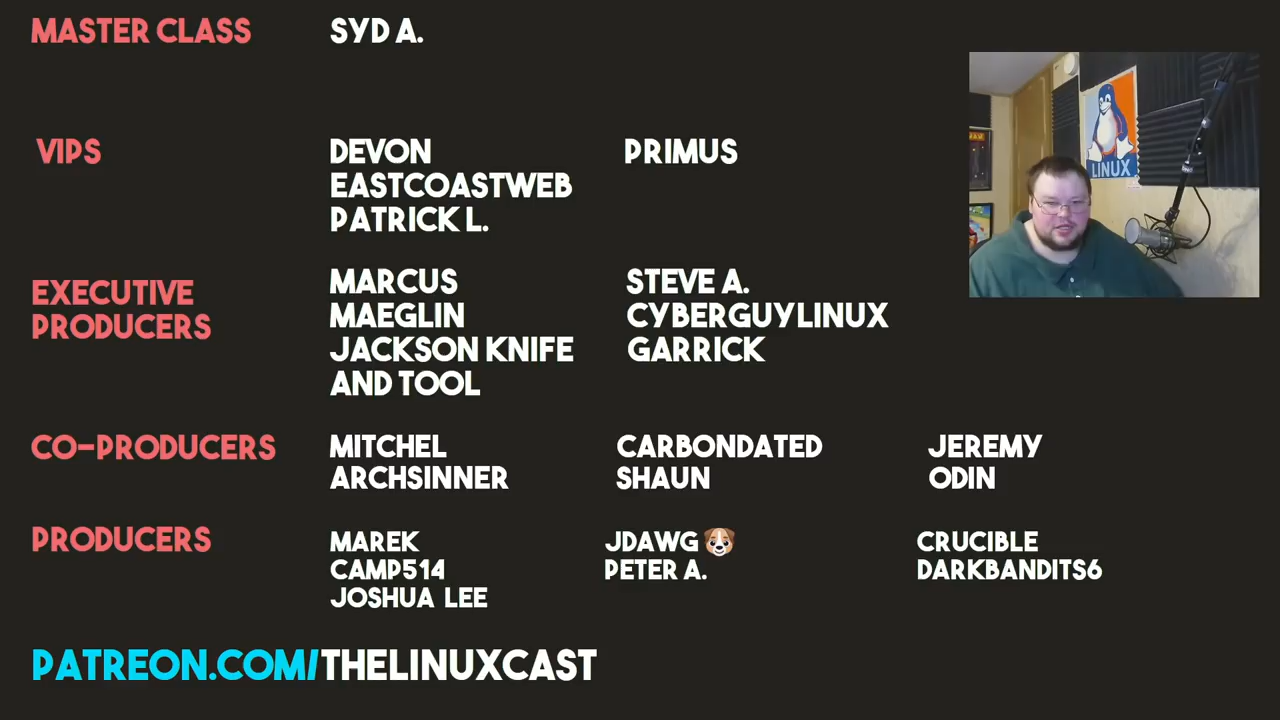 MASTER CLASS SYD A.
VIPS DEVON PRIMUS
EASTCOASTWEB
PATRICK L.
EXECUTIVE PRODUCERS
MARCUS STEVE A.
MAEGLIN CYBERGUYLINUX
JACKSON KNIFE GARRICK
AND TOOL
CO-PRODUCERS MITCHEL CARBONDATED JEREMY
ARCHSINNER SHAUN ODIN
PRODUCERS MAREK JDAWG🐶 CRUCIBLE
CAMP514 PETER A. DARKBANDITS6
JOSHUA LEE
PATREON.COM/THELINUXCAST
LINUX